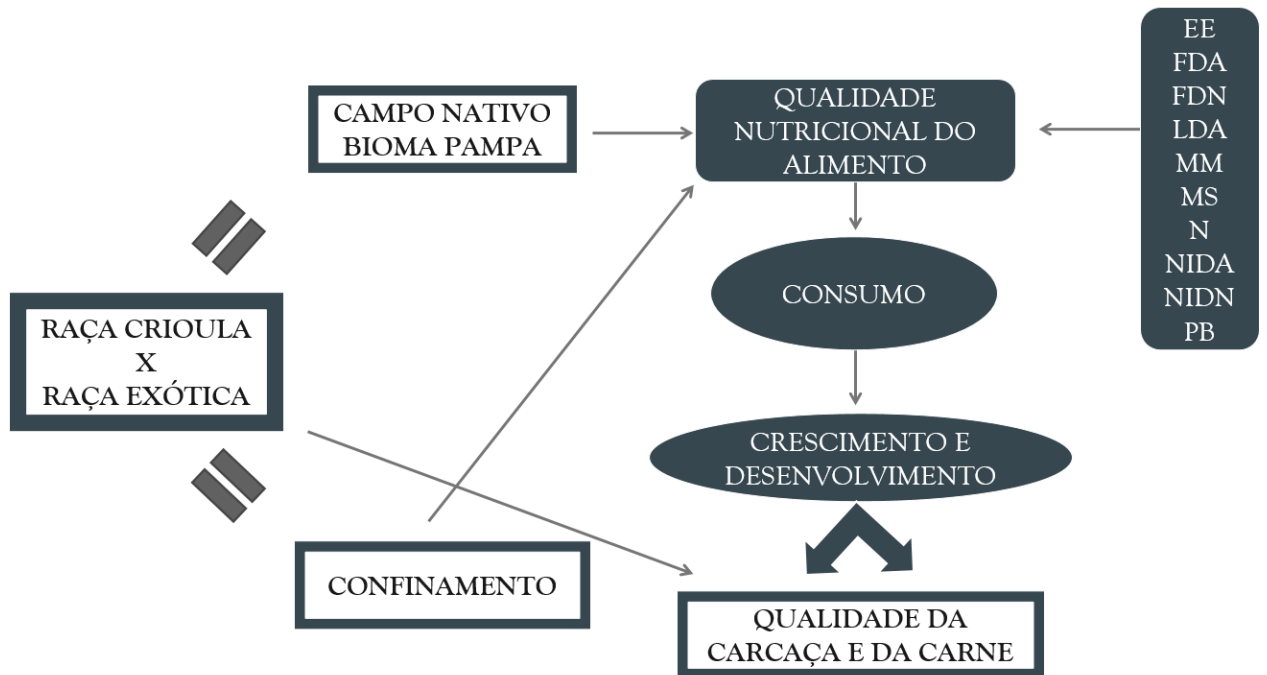 CAMPO NATIVO
BIOMA PAMPA
QUALIDADE
NUTRICIONAL DO
ALIMENTO
EE
FDA
FDN
LDA
MM
MS
N
NIDA
NIDN
PB
RAÇA CRIOULA
X
RAÇA EXÓTICA
CONSUMO
CRESCIMENTO E
DESENVOLVIMENTO
CONFINAMENTO
QUALIDADE DA
CARCAÇA E DA CARNE